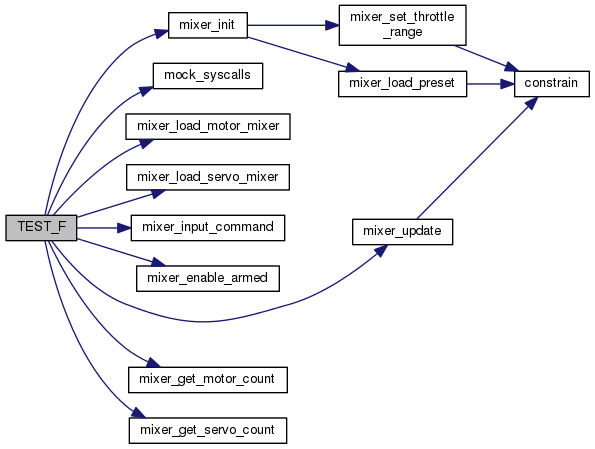 TEST_F
mixer_init
mock_syscalls
mixer_load_motor_mixer
mixer_load_servo_mixer
mixer_input_command
mixer_enable_armed
mixer_get_motor_count
mixer_get_servo_count
mixer_set_throttle
_range
mixer_load_preset
mixer_update
constrain